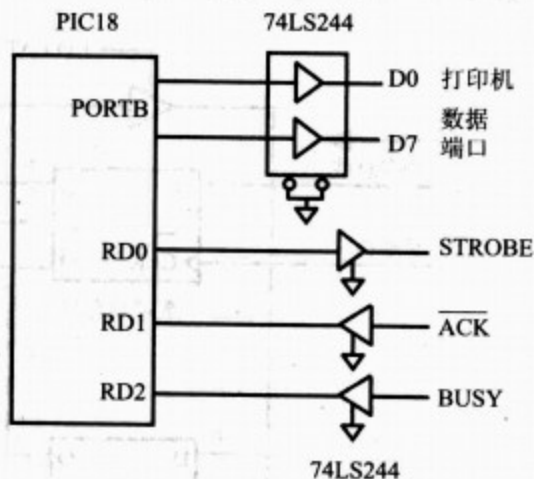 PIC18
74LS244
PORTB
D0 打印机
数据
D7 端口
RD0
STROBE
RD1
ACK
RD2
BUSY
74LS244